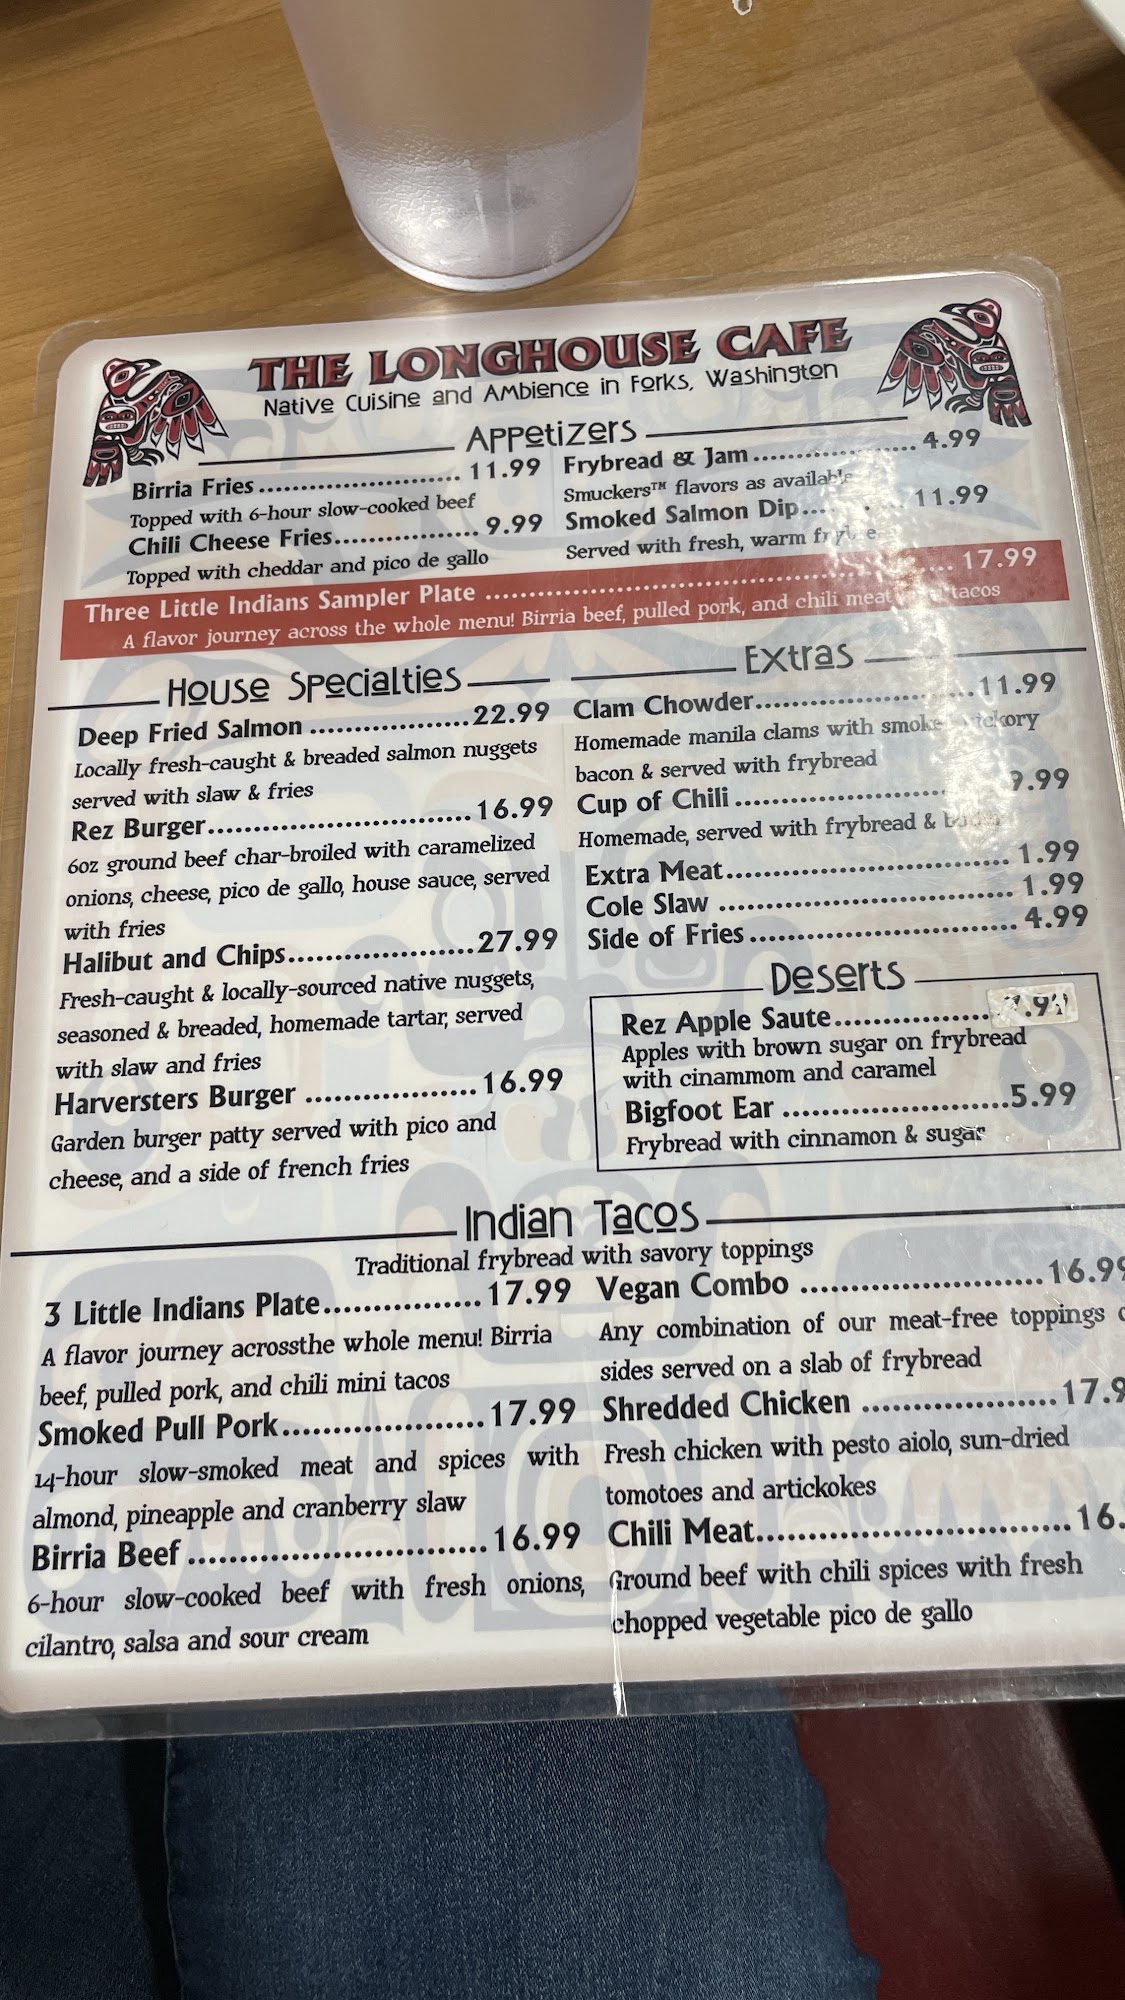 THE LONGHOUSE CAFE
Native Cuisine and Ambience in Forks, Washington
Appetizers
Birria Fries 11.99
Topped with 6-hour slow-cooked beef
Chili Cheese Fries 9.99
Topped with cheddar and pico de gallo
Frybread & Jam 4.99
Smuckers™ flavors as available
Smoked Salmon Dip 11.99
Served with fresh, warm
Three Little Indians Sampler Plate 17.99
A flavor journey across the whole menu! Birria beef, pulled pork, and chili meat tacos
House Specialties
Deep Fried Salmon 22.99
Locally fresh-caught & breaded salmon nuggets
served with slaw & fries
Rez Burger 16.99
6oz ground beef char-broiled with caramelized
onions, cheese, pico de gallo, house sauce, served
with fries
Halibut and Chips 27.99
Fresh-caught & locally-sourced native nuggets,
seasoned & breaded, homemade tartar, served
with slaw and fries
Harversters Burger 16.99
Garden burger patty served with pico and
cheese, and a side of french fries
Extras
Clam Chowder 11.99
Homemade manila clams with smoke hickory
bacon & served with frybread
Cup of Chili 9.99
Homemade, served with frybread &
Extra Meat 1.99
Cole Slaw 1.99
Side of Fries 4.99
Deserts
Rez Apple Saute
Apples with brown sugar on frybread
with cinammom and caramel
Bigfoot Ear 5.99
Frybread with cinnamon & sugar
Indian Tacos
Traditional frybread with savory toppings
3 Little Indians Plate 17.99
A flavor journey acrossthe whole menu! Birria
beef, pulled pork, and chili mini tacos
Smoked Pull Pork 17.99
14-hour slow-smoked meat and spices with
almond, pineapple and cranberry slaw
Birria Beef 16.99
6-hour slow-cooked beef with fresh onions,
cilantro, salsa and sour cream
Vegan Combo 16.99
Any combination of our meat-free toppings
sides served on a slab of frybread
Shredded Chicken 17.9
Fresh chicken with pesto aiolo, sun-dried
tomotoes and artickokes
Chili Meat 16.
Ground beef with chili spices with fresh
chopped vegetable pico de gallo